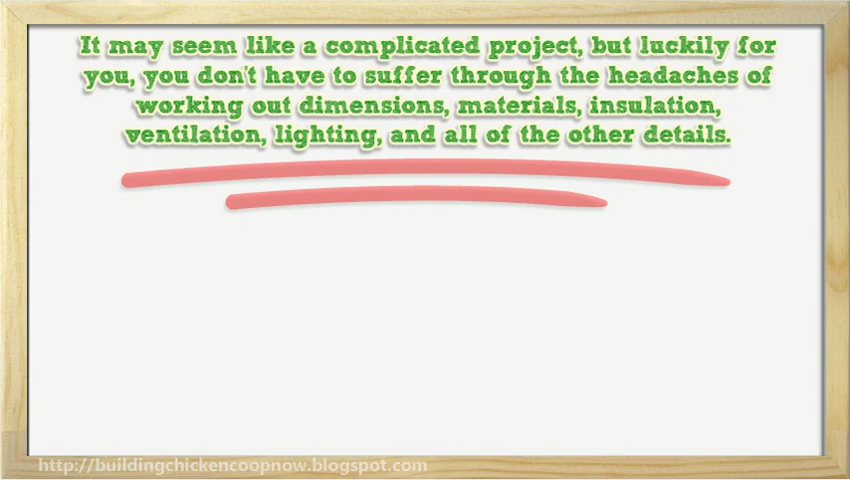 It may seem like a complicated project, but luckily for
you, you don't have to suffer through the headaches of
working out dimensions, materials, insulation,
ventilation, lighting, and all of the other details.
http://buildingchickencoopnow.blogspot.com